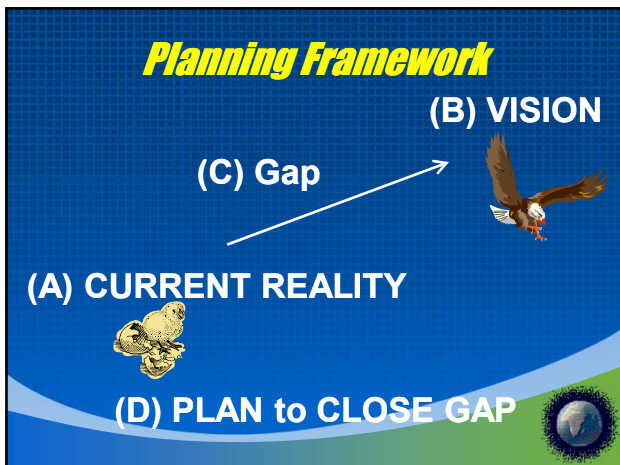 Planning Framework
(B) VISION
(C) Gap
(A) CURRENT REALITY
(D) PLAN to CLOSE GAP